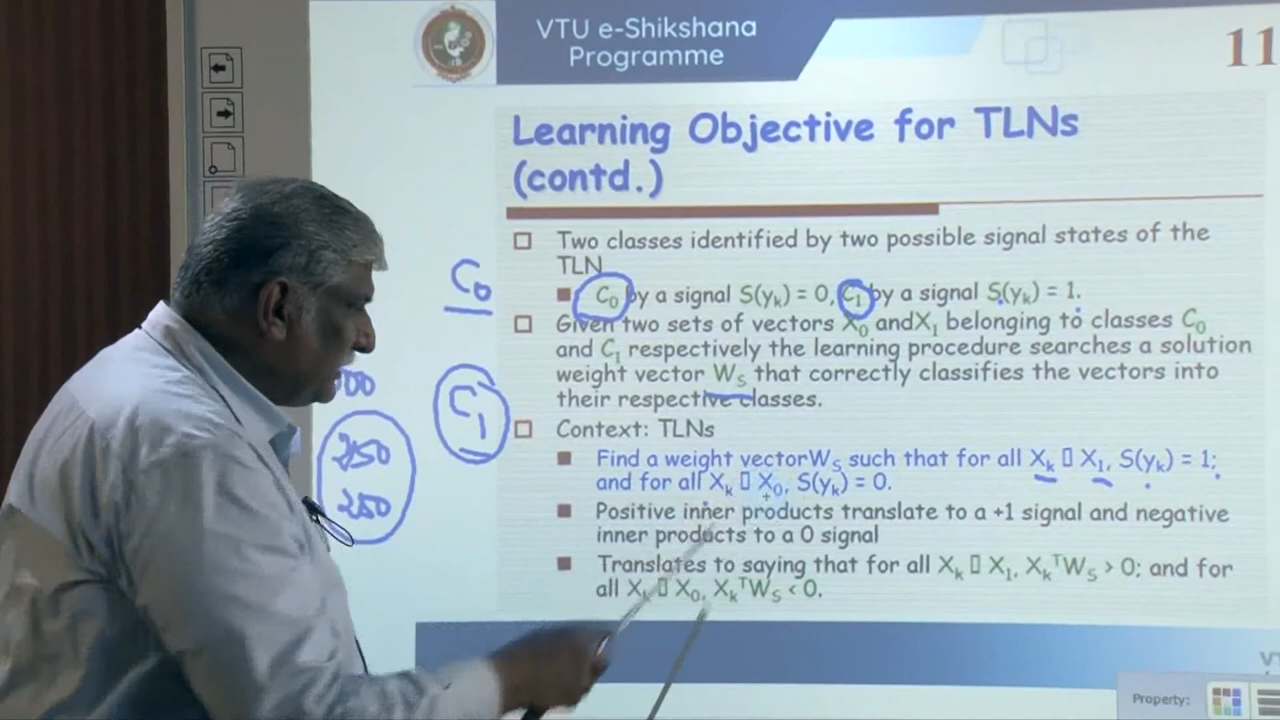 VTU e-Shikshana
Programme
11
Learning Objective for TLNs
(contd.)
Two classes identified by two possible signal states of the
TLN
C₀ by a signal S(yₖ) = 0, C₁ by a signal S(yₖ) = 1.
Given two sets of vectors X₀ andX₁ belonging to classes C₀
and C₁ respectively the learning procedure searches a solution
weight vector Wₛ that correctly classifies the vectors into
their respective classes.
Context: TLNs
Find a weight vectorWₛ such that for all Xₖ ▯ X₁, S(yₖ) = 1;
and for all Xₖ ▯ X₀, S(yₖ) = 0.
Positive inner products translate to a +1 signal and negative
inner products to a 0 signal
Translates to saying that for all Xₖ ▯ X₁, XₖᵀWₛ > 0; and for
all Xₖ ▯ X₀, XₖᵀWₛ < 0.
C₀
C₁
250
250
Property: